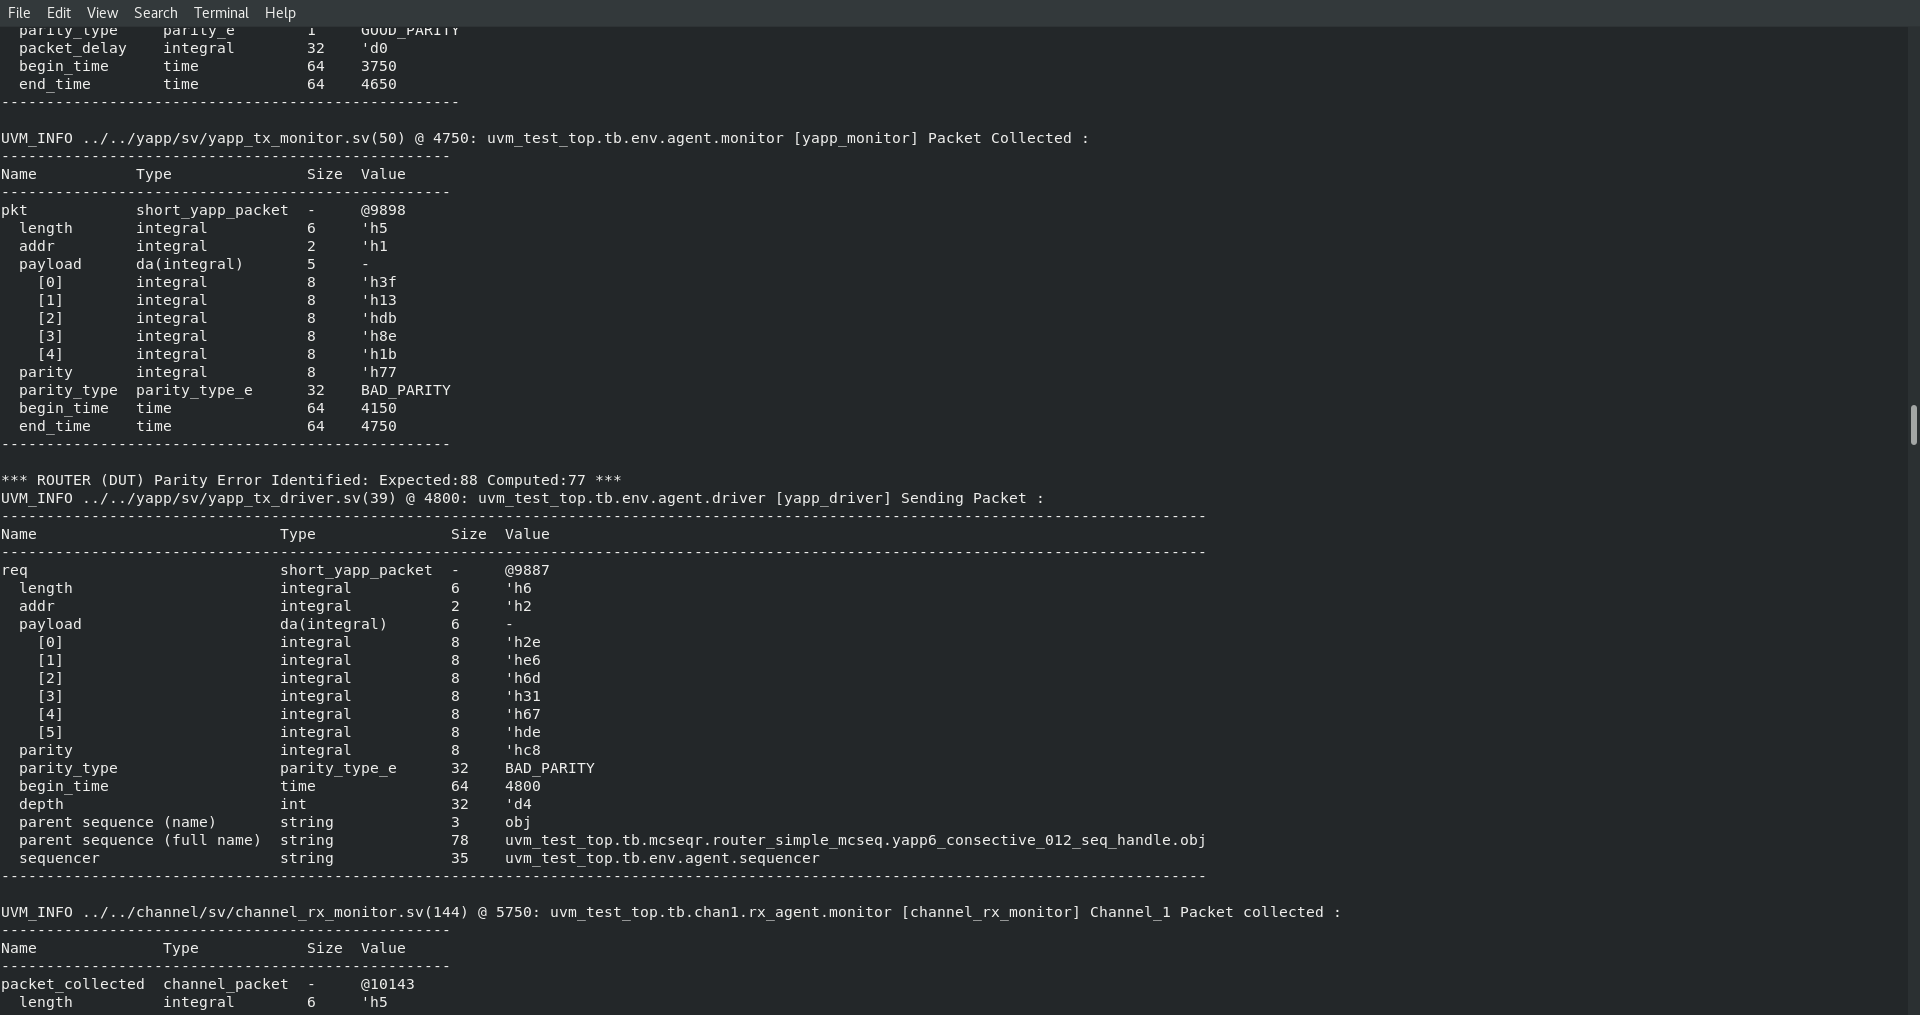 File Edit View Search Terminal Help
  parity_type     parity_e        1     GOOD_PARITY
  packet_delay    integral        32    'd0
  begin_time      time            64    3750
  end_time        time            64    4650
---------------------------------------------------

UVM_INFO ../../yapp/sv/yapp_tx_monitor.sv(50) @ 4750: uvm_test_top.tb.env.agent.monitor [yapp_monitor] Packet Collected :
--------------------------------------------------
Name           Type               Size  Value
--------------------------------------------------
pkt            short_yapp_packet  -     @9898
  length       integral           6     'h5
  addr         integral           2     'h1
  payload      da(integral)       5     -
    [0]        integral           8     'h3f
    [1]        integral           8     'h13
    [2]        integral           8     'hdb
    [3]        integral           8     'h8e
    [4]        integral           8     'h1b
  parity       integral           8     'h77
  parity_type  parity_type_e      32    BAD_PARITY
  begin_time   time               64    4150
  end_time     time               64    4750
--------------------------------------------------

*** ROUTER (DUT) Parity Error Identified: Expected:88 Computed:77 ***
UVM_INFO ../../yapp/sv/yapp_tx_driver.sv(39) @ 4800: uvm_test_top.tb.env.agent.driver [yapp_driver] Sending Packet :
--------------------------------------------------------------------------------------------------------------------------------------
Name                           Type               Size  Value
--------------------------------------------------------------------------------------------------------------------------------------
req                            short_yapp_packet  -     @9887
  length                       integral           6     'h6
  addr                         integral           2     'h2
  payload                      da(integral)       6     -
    [0]                        integral           8     'h2e
    [1]                        integral           8     'he6
    [2]                        integral           8     'h6d
    [3]                        integral           8     'h31
    [4]                        integral           8     'h67
    [5]                        integral           8     'hde
  parity                       integral           8     'hc8
  parity_type                  parity_type_e      32    BAD_PARITY
  begin_time                   time               64    4800
  depth                        int                32    'd4
  parent sequence (name)       string             3     obj
  parent sequence (full name)  string             78    uvm_test_top.tb.mcseqr.router_simple_mcseq.yapp6_consective_012_seq_handle.obj
  sequencer                    string             35    uvm_test_top.tb.env.agent.sequencer
--------------------------------------------------------------------------------------------------------------------------------------

UVM_INFO ../../channel/sv/channel_rx_monitor.sv(144) @ 5750: uvm_test_top.tb.chan1.rx_agent.monitor [channel_rx_monitor] Channel_1 Packet collected :
--------------------------------------------------
Name              Type            Size  Value
--------------------------------------------------
packet_collected  channel_packet  -     @10143
  length          integral        6     'h5